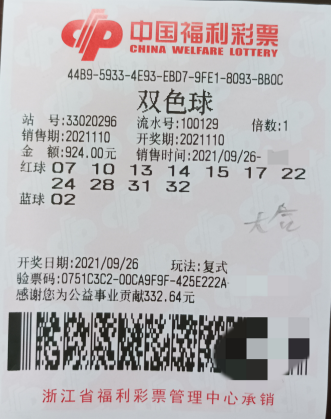 中国福利彩票
CHINA WELFARE LOTTERY
44B9-5933-4E93-EBD7-9FE1-8093-BB0C
双色球
站 号:33020296 流水号:100129 倍数:1
销售期:2021110 开奖期:2021110
金 额:924.00元 销售时间:2021/09/26-
红球 07 10 13 14 15 17 22
24 28 31 32
蓝球 02
开奖日期:2021/09/26 玩法:复式
验票码:0751C3C2-00CA9F9F-425E222A
感谢您为公益事业贡献332.64元
浙江省福利彩票管理中心承销